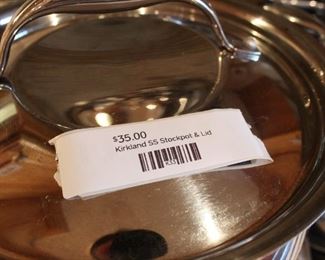 $35.00
Kirkland SS Stockpot & Lid